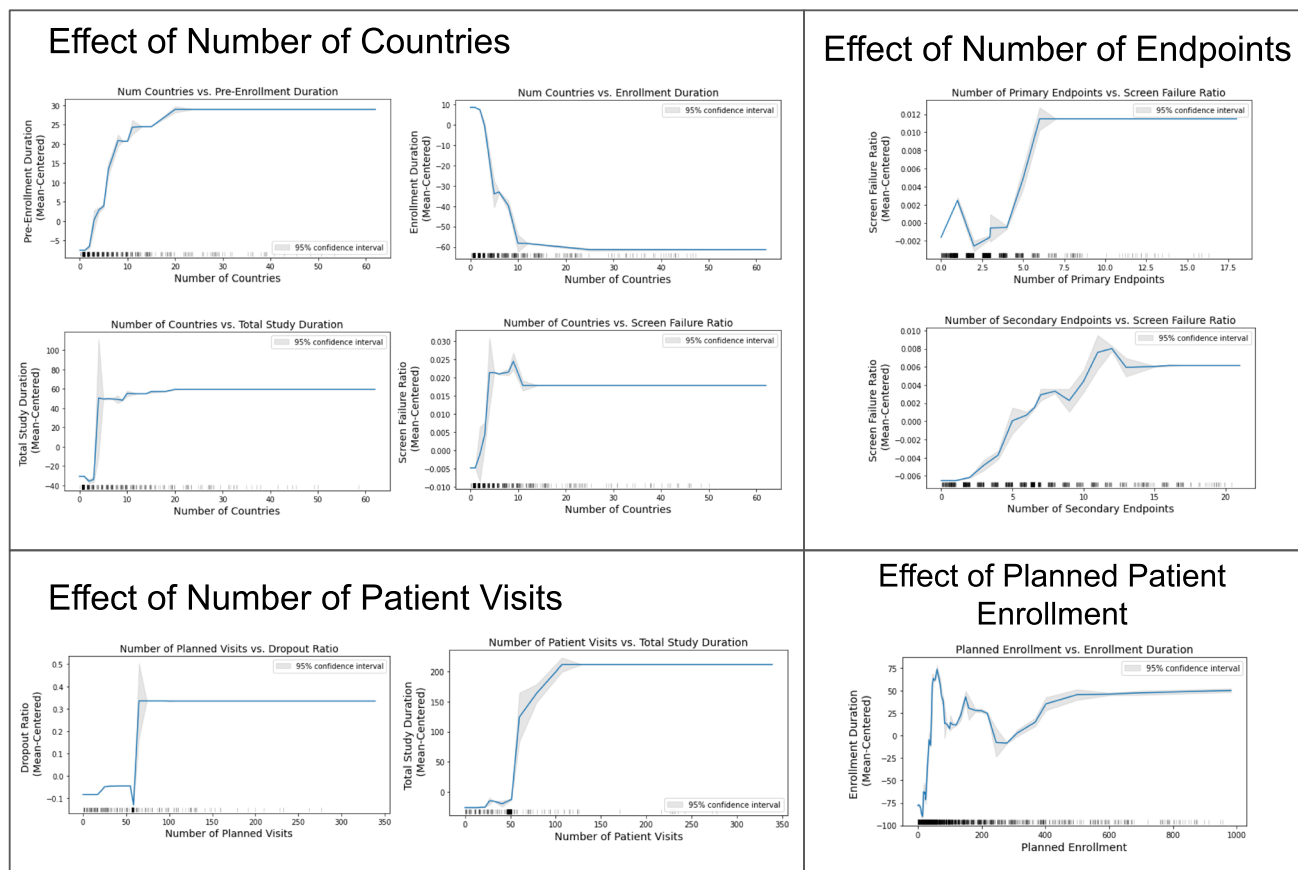 Effect of Number of Countries
Num Countries vs. Pre-Enrollment Duration
Pre-Enrollment Duration
(Mean-Centered)
30
25
20
15
10
5
0
−5
95% confidence interval
0 10 20 30 40 50 60
Number of Countries
Num Countries vs. Enrollment Duration
Enrollment Duration
(Mean-Centered)
10
0
−10
−20
−30
−40
−50
−60
95% confidence interval
0 10 20 30 40 50 60
Number of Countries
Number of Countries vs. Total Study Duration
Total Study Duration
(Mean-Centered)
100
80
60
40
20
0
−20
−40
95% confidence interval
0 10 20 30 40 50 60
Number of Countries
Number of Countries vs. Screen Failure Ratio
Screen Failure Ratio
(Mean-Centered)
0.030
0.025
0.020
0.015
0.010
0.005
0.000
−0.005
−0.010
95% confidence interval
0 10 20 30 40 50 60
Number of Countries
Effect of Number of Endpoints
Number of Primary Endpoints vs. Screen Failure Ratio
Screen Failure Ratio
(Mean-Centered)
0.012
0.010
0.008
0.006
0.004
0.002
0.000
−0.002
95% confidence interval
0.0 2.5 5.0 7.5 10.0 12.5 15.0 17.5
Number of Primary Endpoints
Number of Secondary Endpoints vs. Screen Failure Ratio
Screen Failure Ratio
(Mean-Centered)
0.010
0.008
0.006
0.004
0.002
0.000
−0.002
−0.004
−0.006
95% confidence interval
0 5 10 15 20
Number of Secondary Endpoints
Effect of Number of Patient Visits
Number of Planned Visits vs. Dropout Ratio
Dropout Ratio
(Mean-Centered)
0.5
0.4
0.3
0.2
0.1
0.0
−0.1
95% confidence interval
0 50 100 150 200 250 300 350
Number of Planned Visits
Number of Patient Visits vs. Total Study Duration
Total Study Duration
(Mean-Centered)
200
150
100
50
0
95% confidence interval
0 50 100 150 200 250 300 350
Number of Patient Visits
Effect of Planned Patient
Enrollment
Planned Enrollment vs. Enrollment Duration
Enrollment Duration
(Mean-Centered)
75
50
25
0
−25
−50
−75
−100
95% confidence interval
0 200 400 600 800 1000
Planned Enrollment